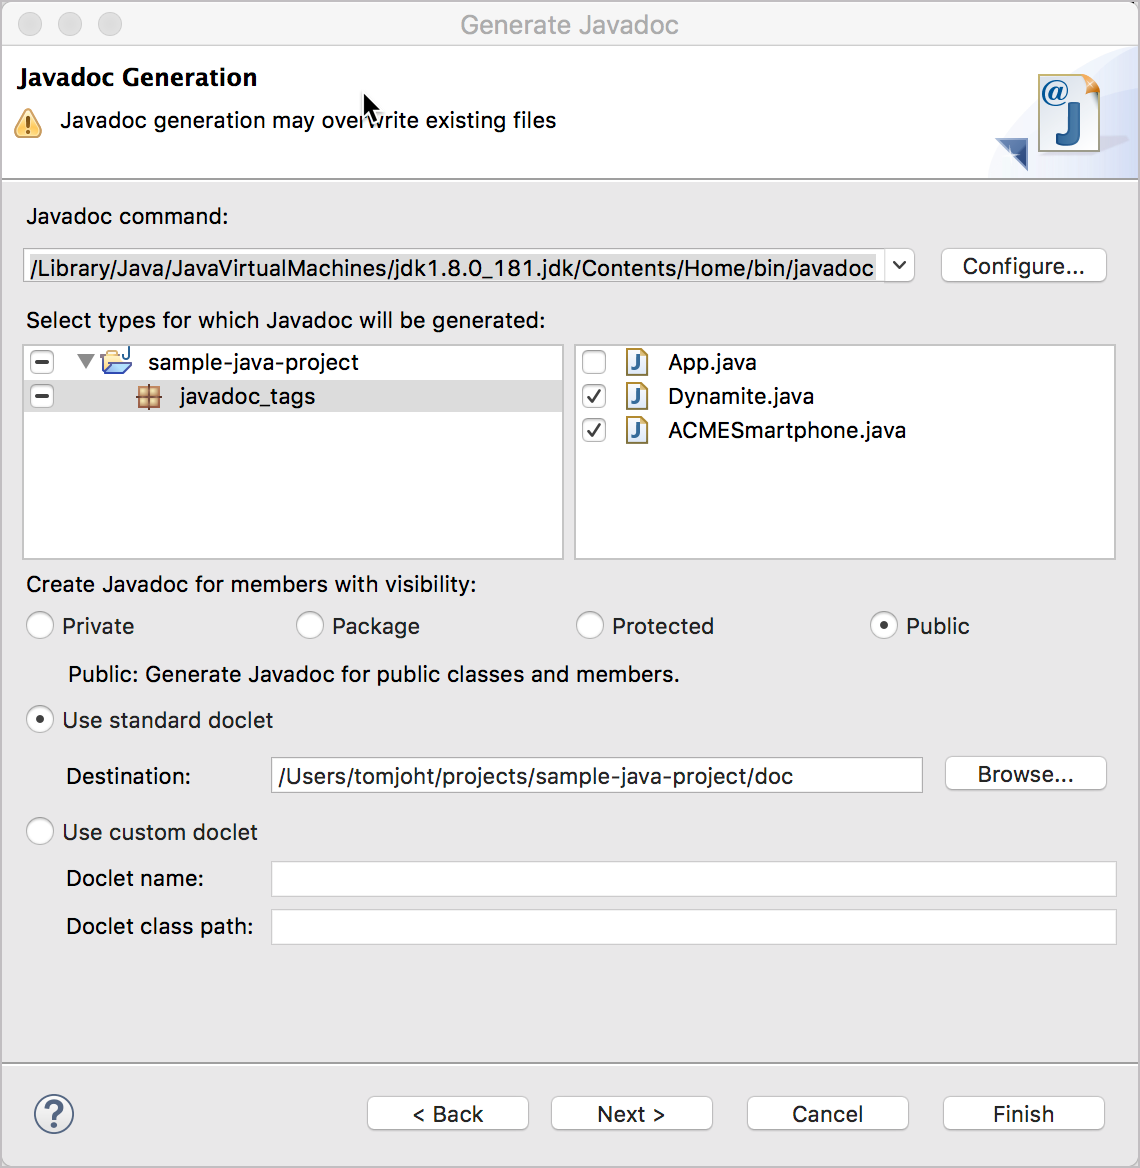 Generate Javadoc
Javadoc Generation
Javadoc generation may overwrite existing files
@J
Javadoc command:
/Library/Java/JavaVirtualMachines/jdk1.8.0_181.jdk/Contents/Home/bin/javadoc
Configure...
Select types for which Javadoc will be generated:
sample-java-project
javadoc_tags
J App.java
J Dynamite.java
J ACMESmartphone.java
Create Javadoc for members with visibility:
Private Package Protected Public
Public: Generate Javadoc for public classes and members.
Use standard doclet
Destination: /Users/tomjoht/projects/sample-java-project/doc Browse...
Use custom doclet
Doclet name:
Doclet class path:
? < Back Next > Cancel Finish